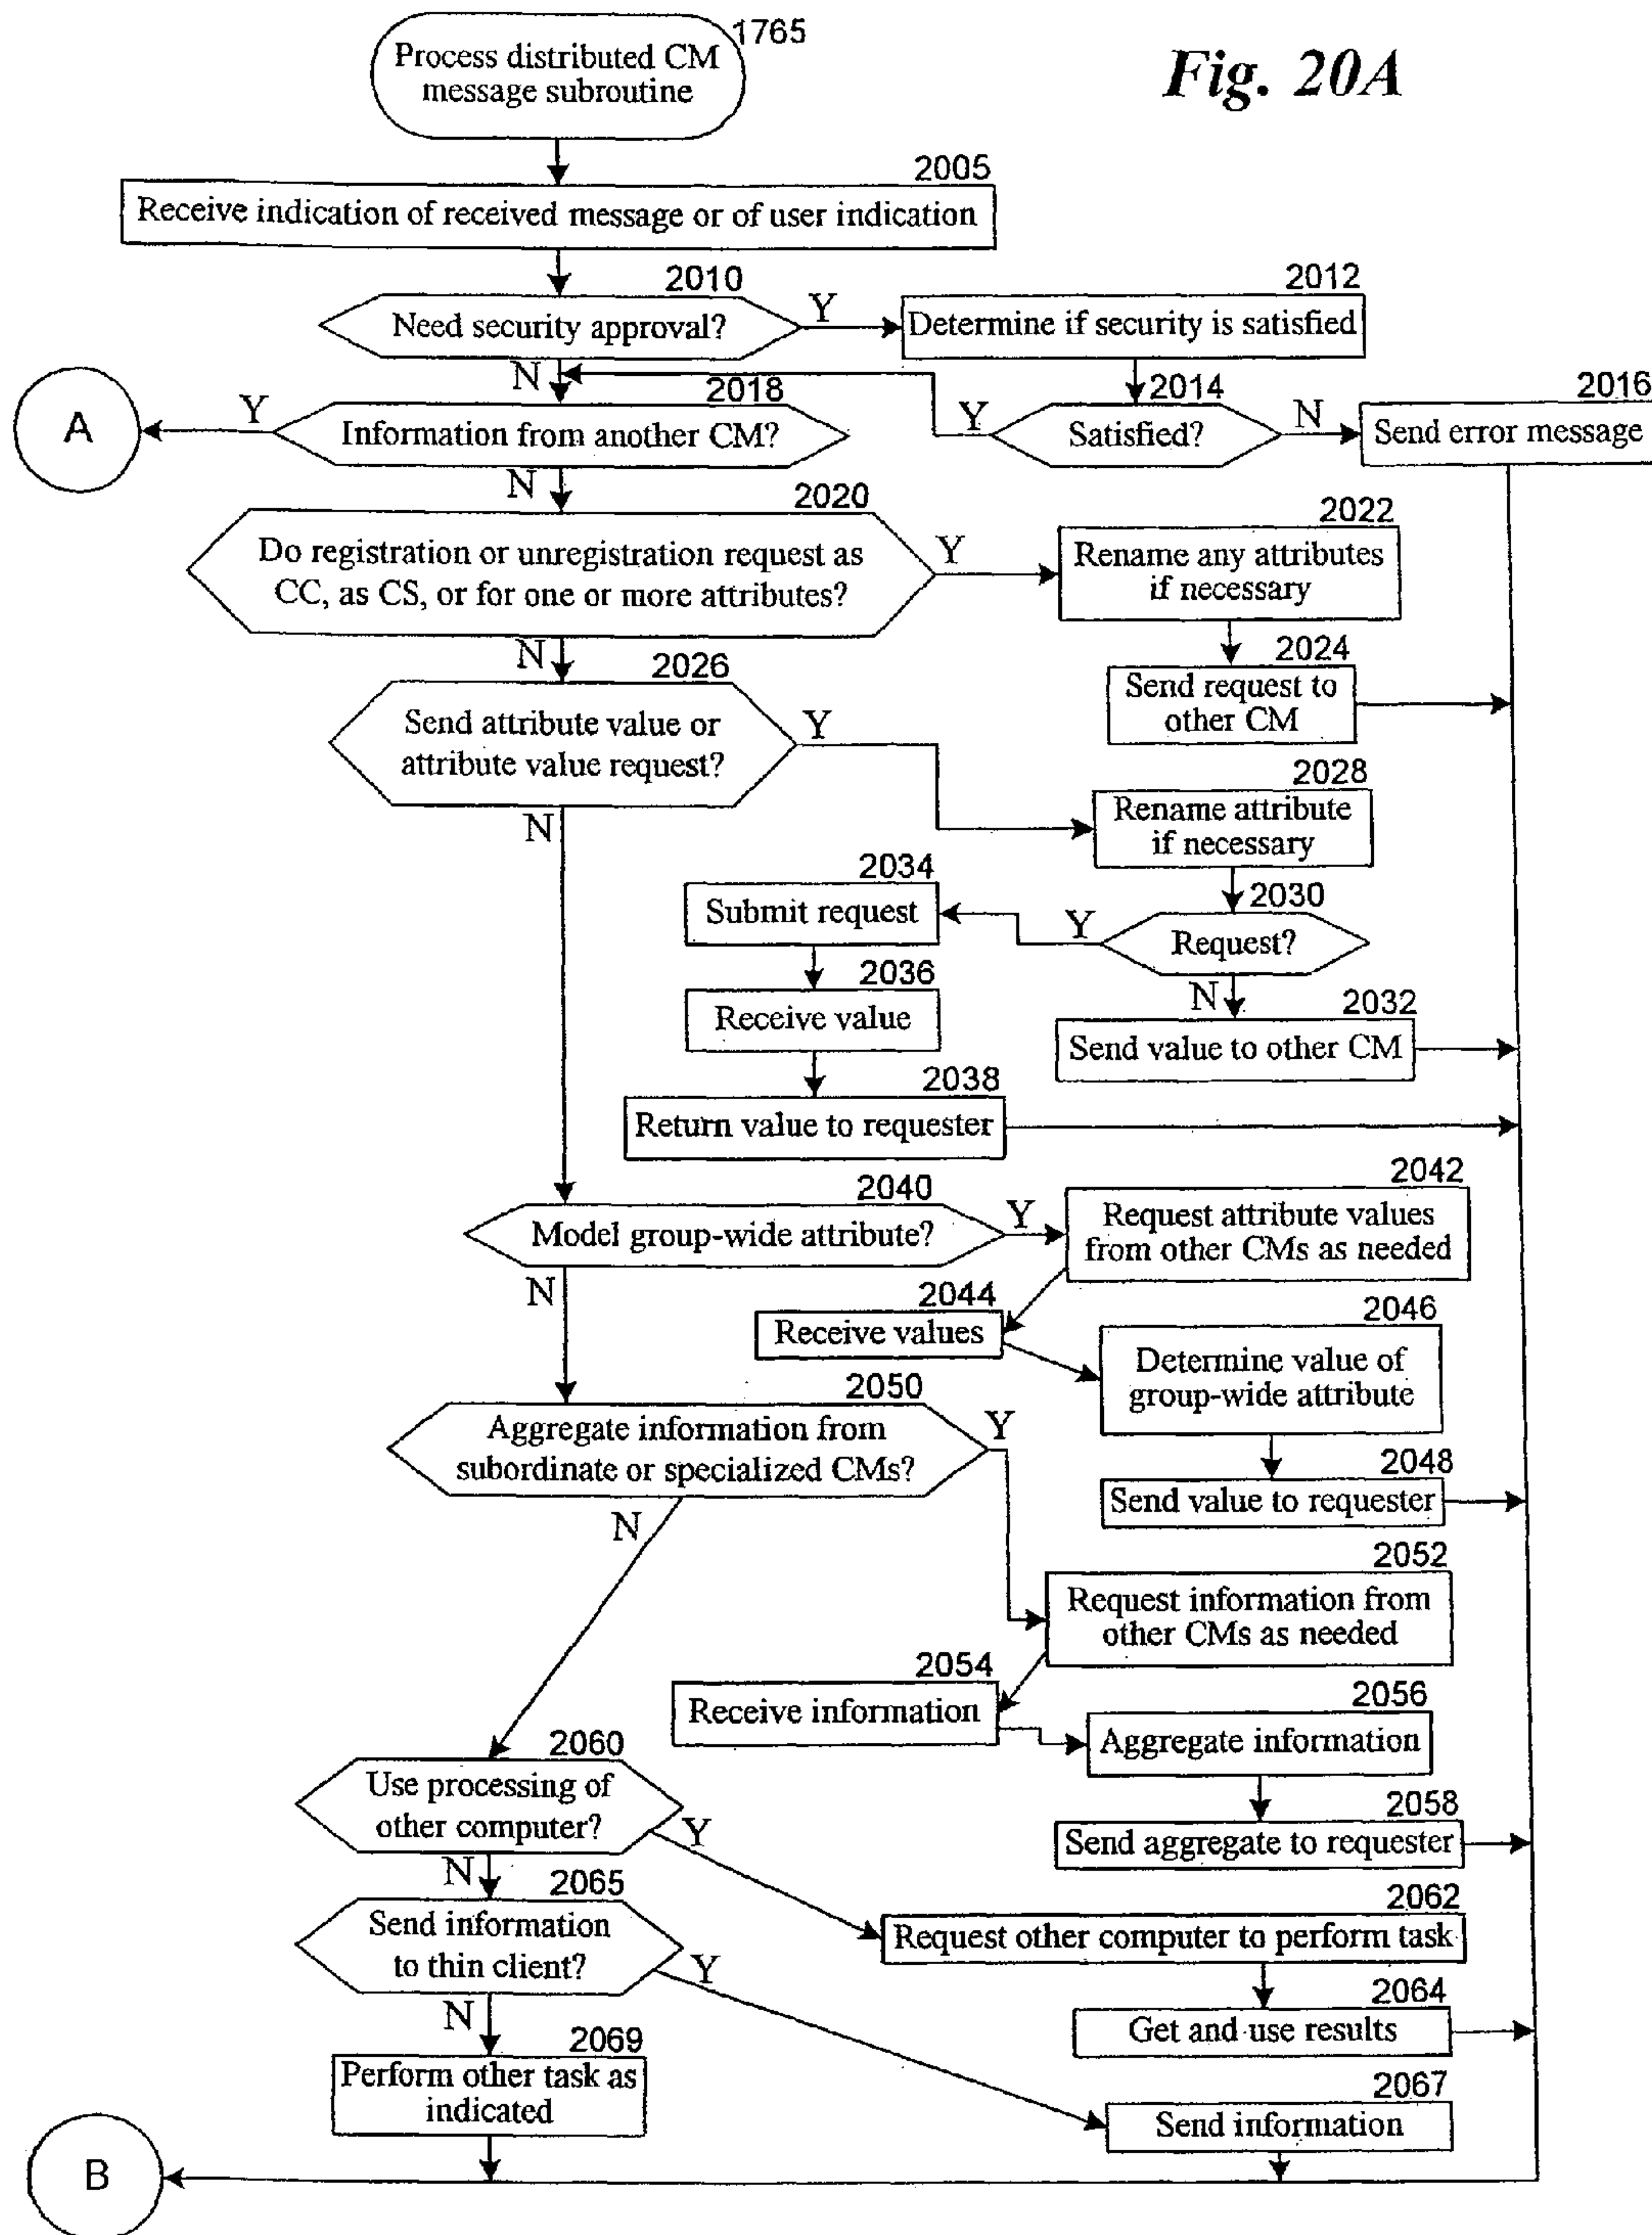 1765
Process distributed CM
message subroutine
Fig. 20A
2005
Receive indication of received message or of user indication
2010
Need security approval?
Y
2012
Determine if security is satisfied
N
2018
Information from another CM?
Y
A
2014
Satisfied?
Y
N
2016
Send error message
N
2020
Do registration or unregistration request as
CC, as CS, or for one or more attributes?
Y
2022
Rename any attributes
if necessary
2024
Send request to
other CM
N
2026
Send attribute value or
attribute value request?
Y
2028
Rename attribute
if necessary
2030
Request?
Y
2034
Submit request
2036
Receive value
2038
Return value to requester
N
2032
Send value to other CM
N
2040
Model group-wide attribute?
Y
2042
Request attribute values
from other CMs as needed
2044
Receive values
2046
Determine value of
group-wide attribute
2048
Send value to requester
N
2050
Aggregate information from
subordinate or specialized CMs?
Y
2052
Request information from
other CMs as needed
2054
Receive information
2056
Aggregate information
2058
Send aggregate to requester
N
2060
Use processing of
other computer?
Y
2062
Request other computer to perform task
2064
Get and use results
N
2065
Send information
to thin client?
Y
2067
Send information
N
2069
Perform other task as
indicated
B